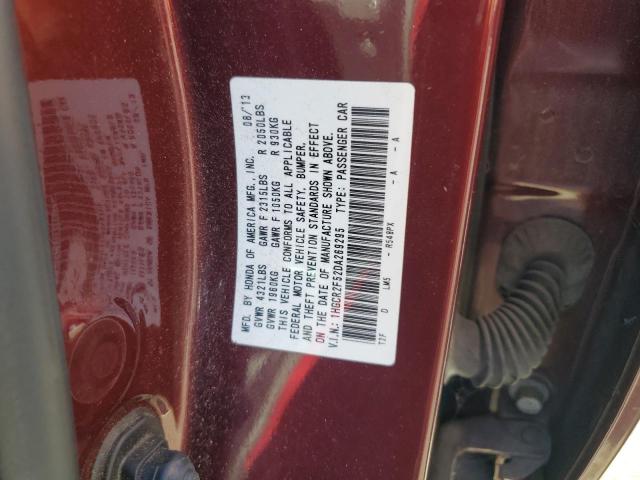 MFD. BY HONDA OF AMERICA MFG., INC. 08/'13
GVWR 4321LBS GAWR F 2315LBS R 2050LBS
GVWR 1960KG GAWR F 1050KG R 930KG
THIS VEHICLE CONFORMS TO ALL APPLICABLE
FEDERAL MOTOR VEHICLE SAFETY, BUMPER,
AND THEFT PREVENTION STANDARDS IN EFFECT
ON THE DATE OF MANUFACTURE SHOWN ABOVE.
V.I.N.: 1HGCR2F52DA269295 TYPE: PASSENGER CAR
T2F D LM5 - R548PX - A - A